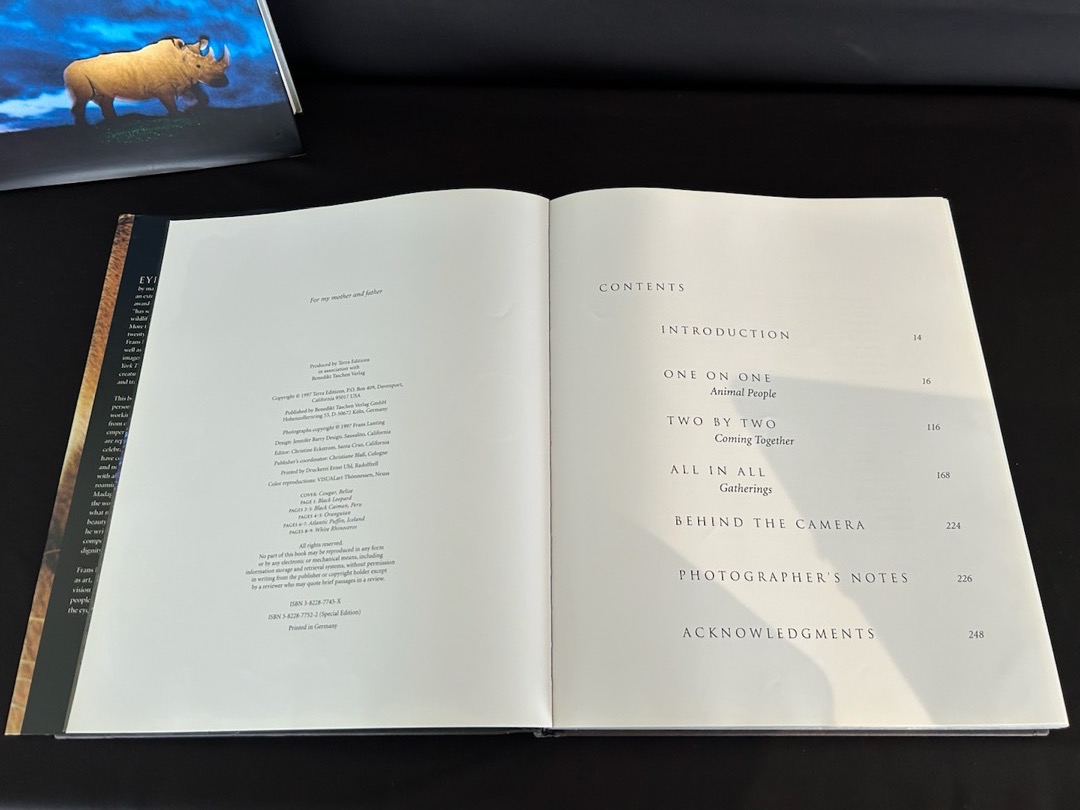 For my mother and father
Produced by Terra Editions
in association with
Benedikt Taschen Verlag
Copyright © 1997 Terra Editions, P.O. Box 409, Davenport,
California 95017 USA
Published by Benedikt Taschen Verlag GmbH
Hohenzollernring 53, D-50672 Köln, Germany
Photographs copyright © 1997 Frans Lanting
Design: Jennifer Barry Design, Sausalito, California
Editor: Christine Eckstrom, Santa Cruz, California
Publisher's coordinator: Christiane Blaß, Cologne
Printed by Druckerei Ernst Uhl, Radolfzell
Color reproductions: VISUALart Thönnessen, Neuss
COVER: Cougar, Belize
PAGE 1: Black Leopard
PAGES 2-3: Black Caiman, Peru
PAGES 4-5: Orangutan
PAGES 6-7: Atlantic Puffin, Iceland
PAGES 8-9: White Rhinoceros
All rights reserved.
No part of this book may be reproduced in any form
or by any electronic or mechanical means, including
information storage and retrieval systems, without permission
in writing from the publisher or copyright holder except
by a reviewer who may quote brief passages in a review.
ISBN 3-8228-7745-X
ISBN 3-8228-7752-2 (Special Edition)
Printed in Germany
CONTENTS
INTRODUCTION 14
ONE ON ONE 16
Animal People
TWO BY TWO 116
Coming Together
ALL IN ALL 168
Gatherings
BEHIND THE CAMERA 224
PHOTOGRAPHER'S NOTES 226
ACKNOWLEDGMENTS 248